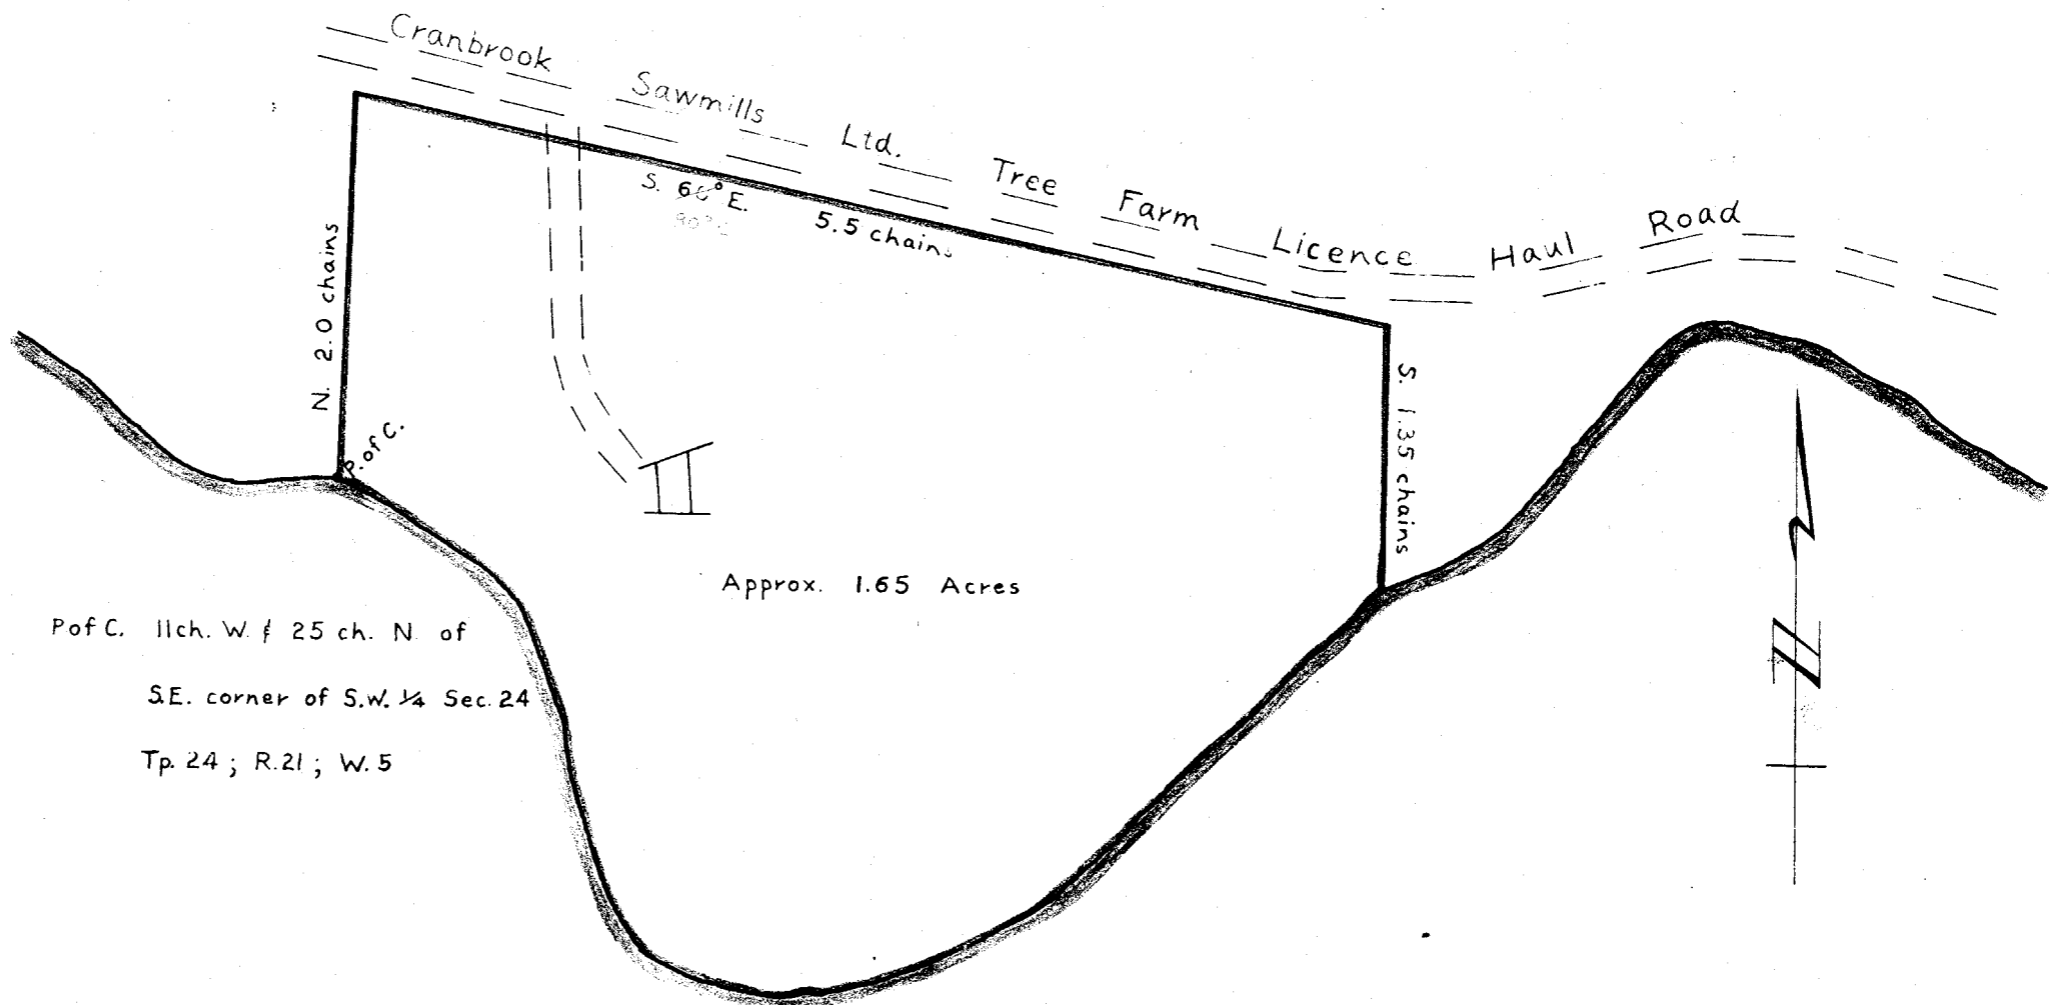 Cranbrook Sawmills Ltd. Tree Farm Licence Haul Road
S. 60° E. 5.5 chains
N. 2.0 chains
S. 1.35 chains
P. of C.
Approx. 1.65 Acres
P of C. 11ch. W. & 25 ch. N. of
S.E. corner of S.W. ¼ Sec. 24
Tp. 24 ; R.21 ; W. 5
N